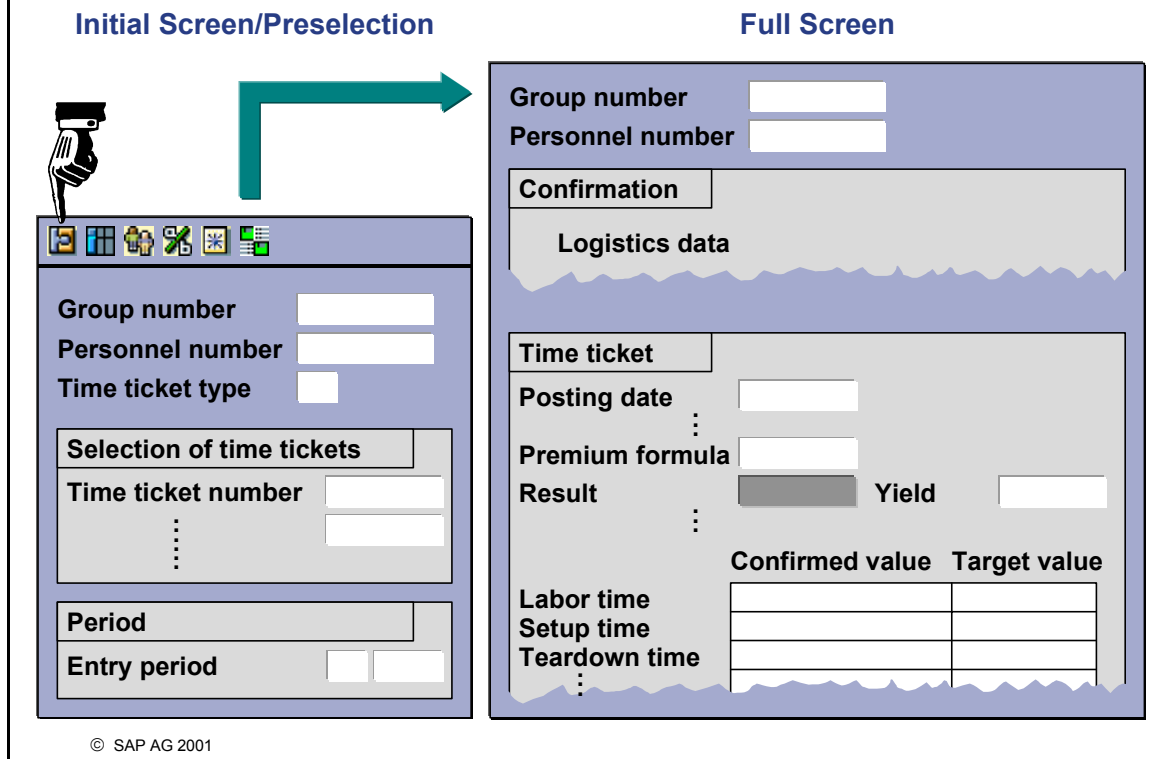 Initial Screen/Preselection
Full Screen
Group number
Personnel number
Time ticket type
Selection of time tickets
Time ticket number
Period
Entry period
Group number
Personnel number
Confirmation
Logistics data
Time ticket
Posting date
Premium formula
Result Yield
Confirmed value Target value
Labor time
Setup time
Teardown time
© SAP AG 2001